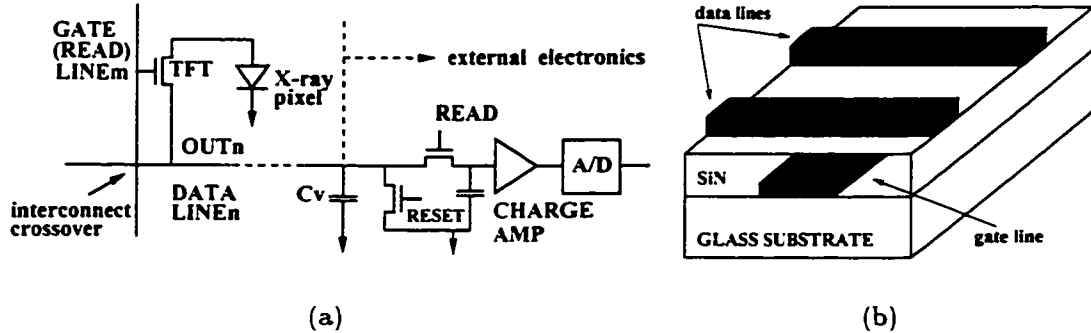 GATE
(READ)
LINEm
TFT
X-ray
pixel
external electronics
READ
OUTn
A/D
interconnect
crossover
DATA
LINEn
Cv
RESET
CHARGE
AMP
(a)
data lines
SiN
GLASS SUBSTRATE
gate line
(b)